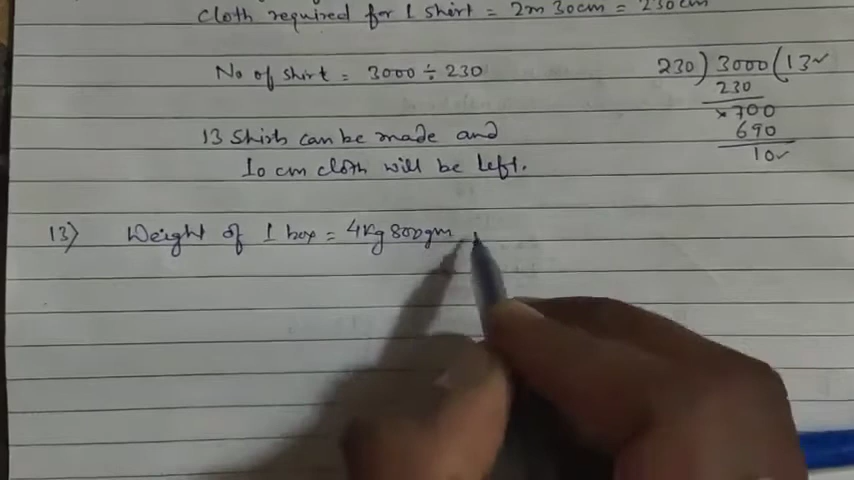 Cloth required for 1 shirt = 2m 30cm = 230cm
No of shirt = 3000 ÷ 230
230 ) 3000 ( 13
230
× 700
690
10
13 Shirts can be made and
10 cm cloth will be left.
13) Weight of 1 box = 4Kg 800gm